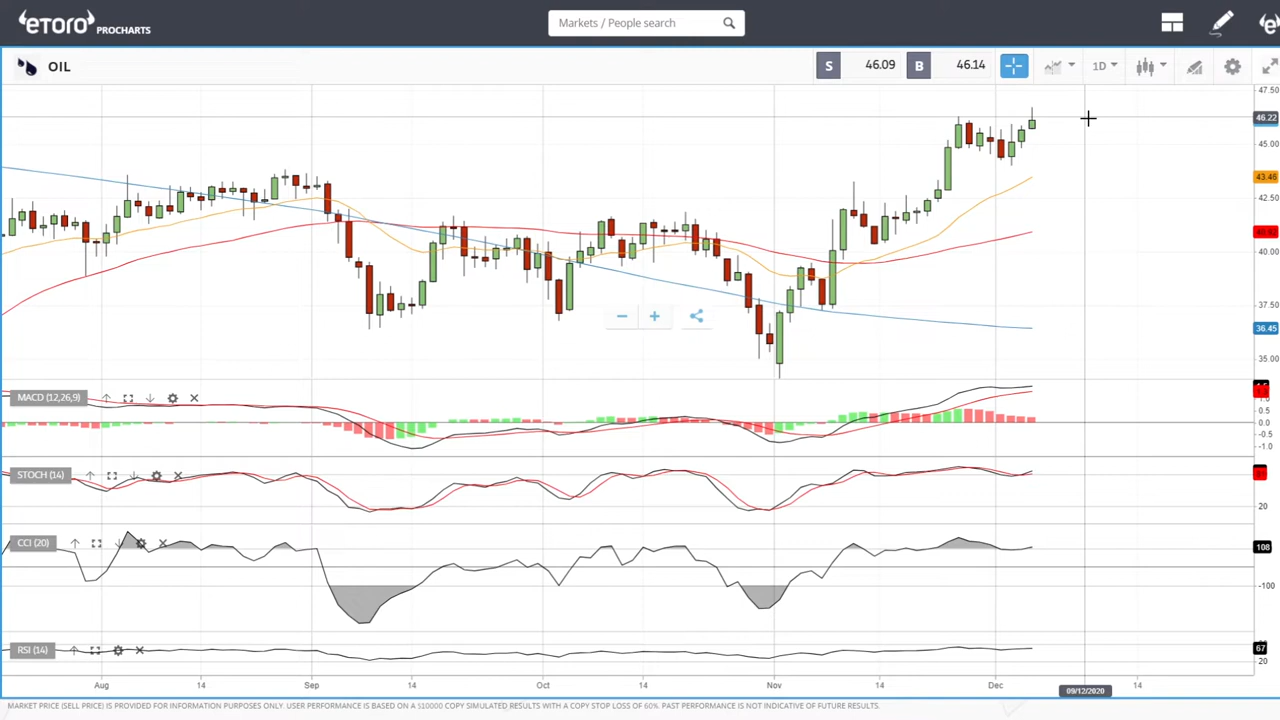 eToro PROCHARTS
Markets / People search
OIL
S 46.09 B 46.14 1D
47.50
46.22
45.00
43.46
42.50
40.00
37.50
36.45
35.00
MACD (12,26,9)
1.0
0.5
0.0
-0.5
-1.0
STOCH (14)
20
CCI (20)
108
-100
RSI (14)
67
20
Aug 14 Sep 14 Oct 14 Nov 14 Dec 14
09/12/2020
MARKET PRICE (SELL PRICE) IS PROVIDED FOR INFORMATION PURPOSES ONLY. USER PERFORMANCE IS BASED ON A $10000 COPY SIMULATED RESULTS WITH A COPY STOP LOSS OF 60%. PAST PERFORMANCE IS NOT INDICATIVE OF FUTURE RESULTS.